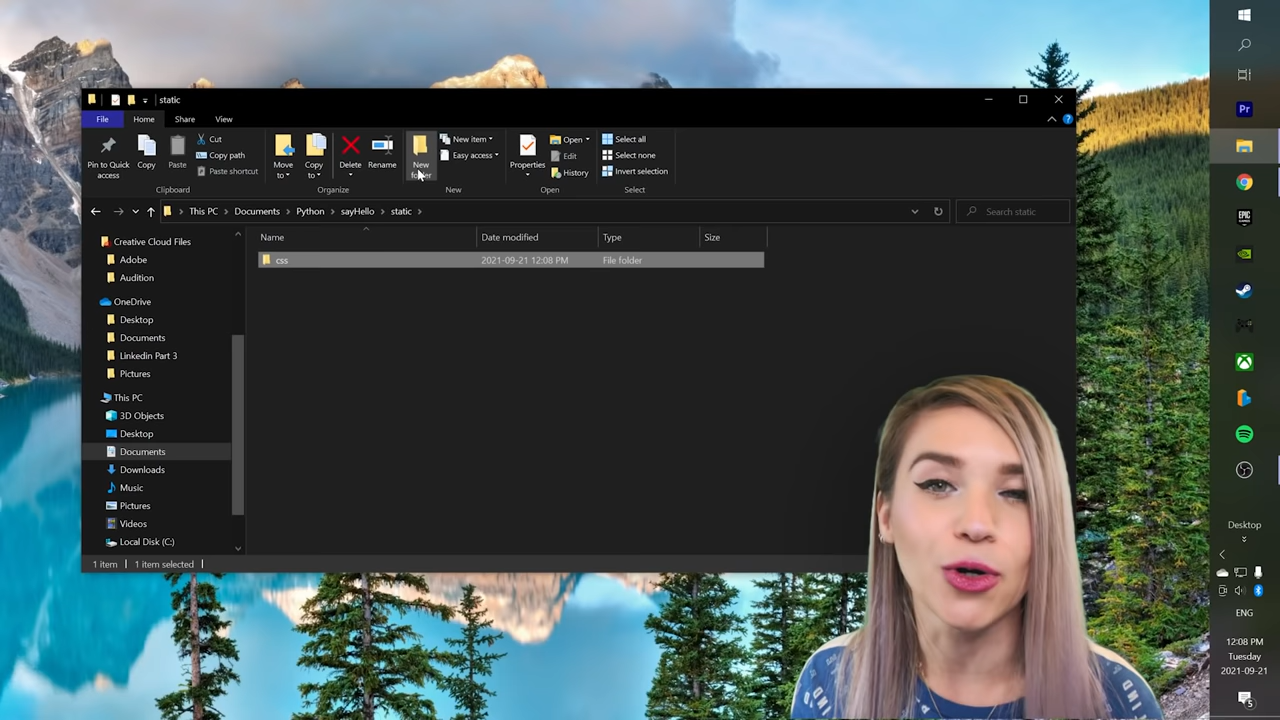 static
File
Home
Share
View
Pin to Quick access
Copy
Paste
Cut
Copy path
Paste shortcut
Clipboard
Move to
Copy to
Delete
Rename
Organize
New folder
New item
Easy access
New
Properties
Open
Edit
History
Open
Select all
Select none
Invert selection
Select
This PC > Documents > Python > sayHello > static >
Search static
Name
Date modified
Type
Size
css
2021-09-21 12:08 PM
File folder
Creative Cloud Files
Adobe
Audition
OneDrive
Desktop
Documents
Linkedin Part 3
Pictures
This PC
3D Objects
Desktop
Documents
Downloads
Music
Pictures
Videos
Local Disk (C:)
1 item
1 item selected
Pr
EPIC
GAMES
Desktop
ENG
12:08 PM
Tuesday
2021-09-21
5